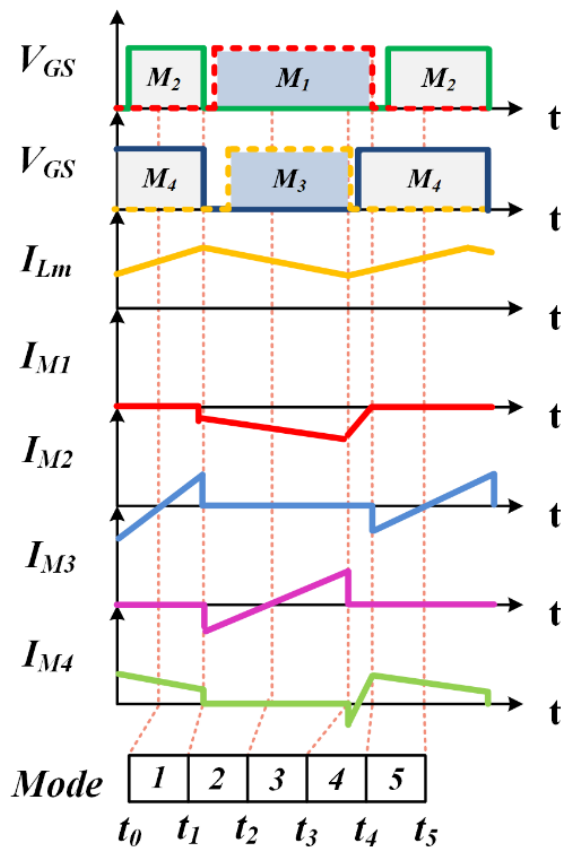 V_GS M_2 M_1 M_2 t
V_GS M_4 M_3 M_4 t
I_Lm t
I_M1 t
I_M2 t
I_M3 t
I_M4 t
Mode 1 2 3 4 5
t_0 t_1 t_2 t_3 t_4 t_5